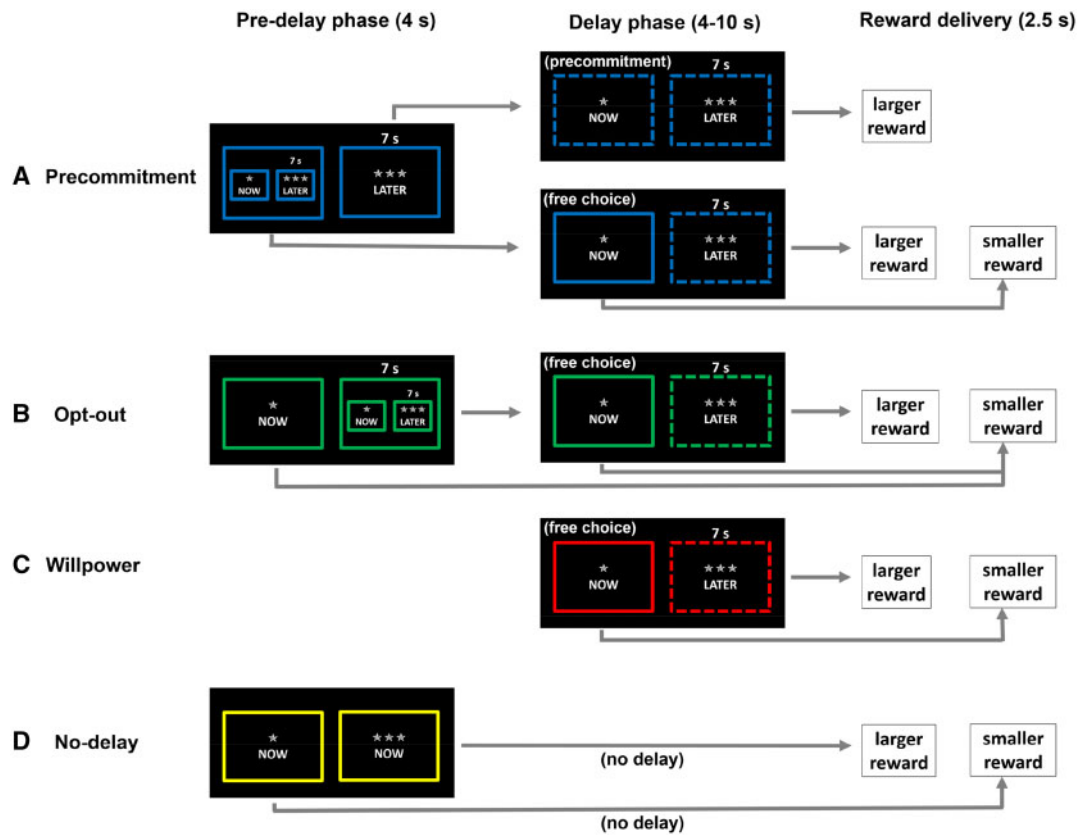 Pre-delay phase (4 s)
Delay phase (4-10 s)
Reward delivery (2.5 s)
A Precommitment
7 s
7 s
NOW
LATER
LATER
(precommitment)
7 s
NOW
LATER
larger
reward
(free choice)
7 s
NOW
LATER
larger
reward
smaller
reward
B Opt-out
7 s
NOW
7 s
NOW
LATER
(free choice)
7 s
NOW
LATER
larger
reward
smaller
reward
C Willpower
(free choice)
7 s
NOW
LATER
larger
reward
smaller
reward
D No-delay
NOW
NOW
(no delay)
larger
reward
smaller
reward
(no delay)